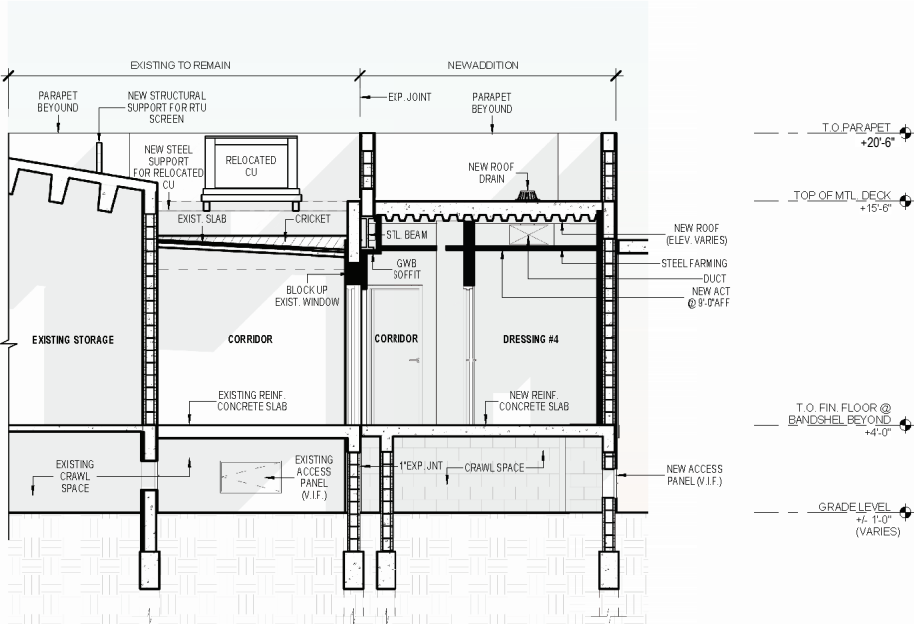 EXISTING TO REMAIN
NEW ADDITION
PARAPET
BEYOUND
NEW STRUCTURAL
SUPPORT FOR RTU
SCREEN
EXP. JOINT
PARAPET
BEYOUND
T.O. PARAPET
+20'-6"
NEW STEEL
SUPPORT
FOR RELOCATED
CU
RELOCATED
CU
NEW ROOF
DRAIN
TOP OF MTL. DECK
+15'-6"
EXIST. SLAB
CRICKET
STL. BEAM
NEW ROOF
(ELEV. VARIES)
GWB
SOFFIT
STEEL FARMING
DUCT
NEW ACT
@ 9'-0" AFF
BLOCK UP
EXIST. WINDOW
EXISTING STORAGE
CORRIDOR
CORRIDOR
DRESSING #4
EXISTING REINF.
CONCRETE SLAB
NEW REINF.
CONCRETE SLAB
T.O. FIN. FLOOR @
BANDSHEL BEYOND
+4'-0"
EXISTING
CRAWL
SPACE
EXISTING
ACCESS
PANEL
(V.I.F.)
1" EXP. JNT
CRAWL SPACE
NEW ACCESS
PANEL (V.I.F.)
GRADE LEVEL
+/- 1'-0"
(VARIES)